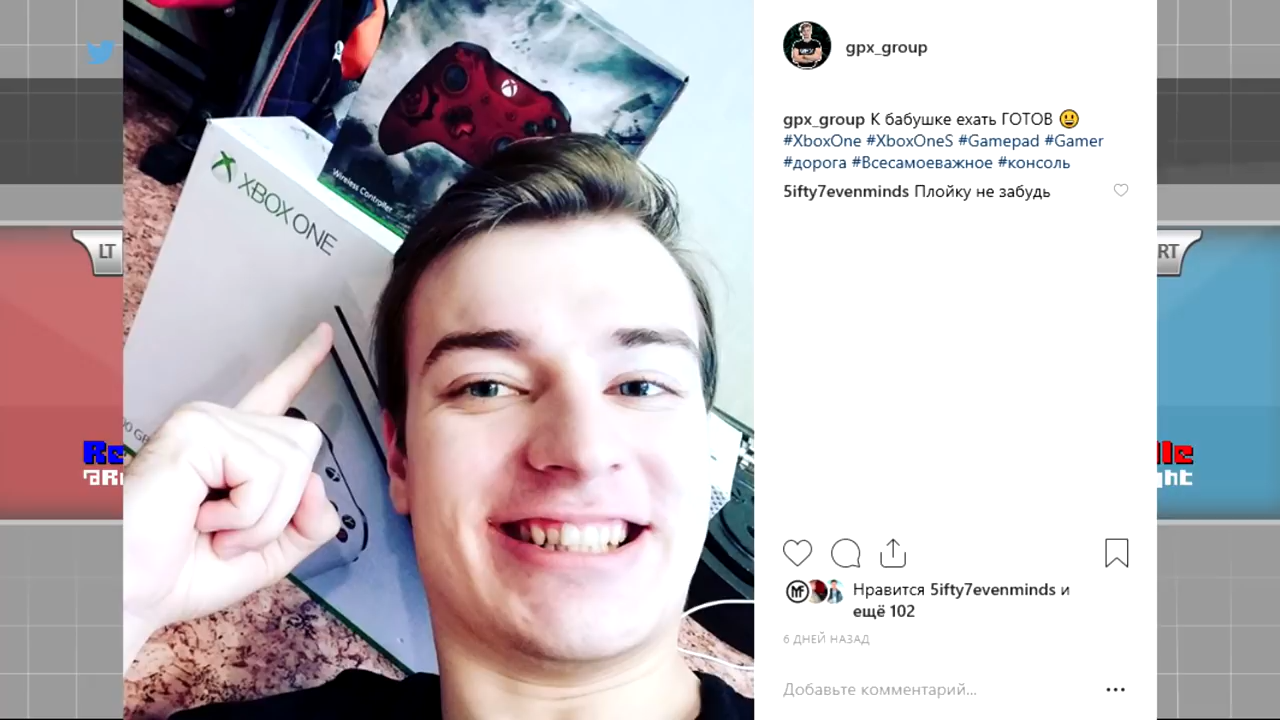 gpx_group
gpx_group К бабушке ехать ГОТОВ 😃
#XboxOne #XboxOneS #Gamepad #Gamer
#дорога #Всесамоеважное #консоль
5ifty7evenminds Плойку не забудь
Wireless Controller
XBOX ONE
LT
RT
Нравится 5ifty7evenminds и
ещё 102
6 ДНЕЙ НАЗАД
Добавьте комментарий...